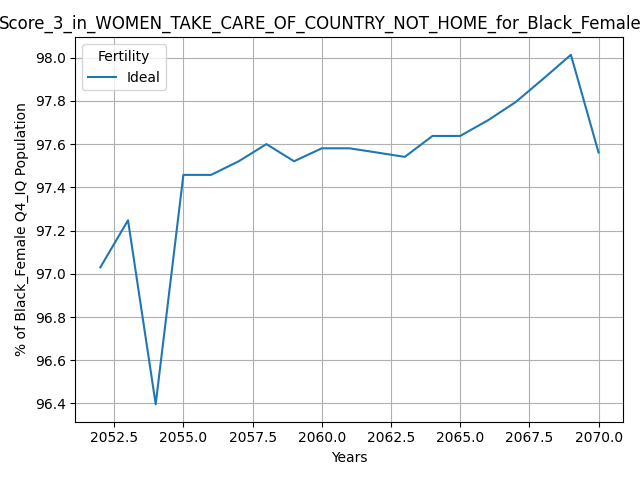 Score_3_in_WOMEN_TAKE_CARE_OF_COUNTRY_NOT_HOME_for_Black_Female
Fertility
Ideal
% of Black_Female Q4_IQ Population
98.0
97.8
97.6
97.4
97.2
97.0
96.8
96.6
96.4
2052.5 2055.0 2057.5 2060.0 2062.5 2065.0 2067.5 2070.0
Years